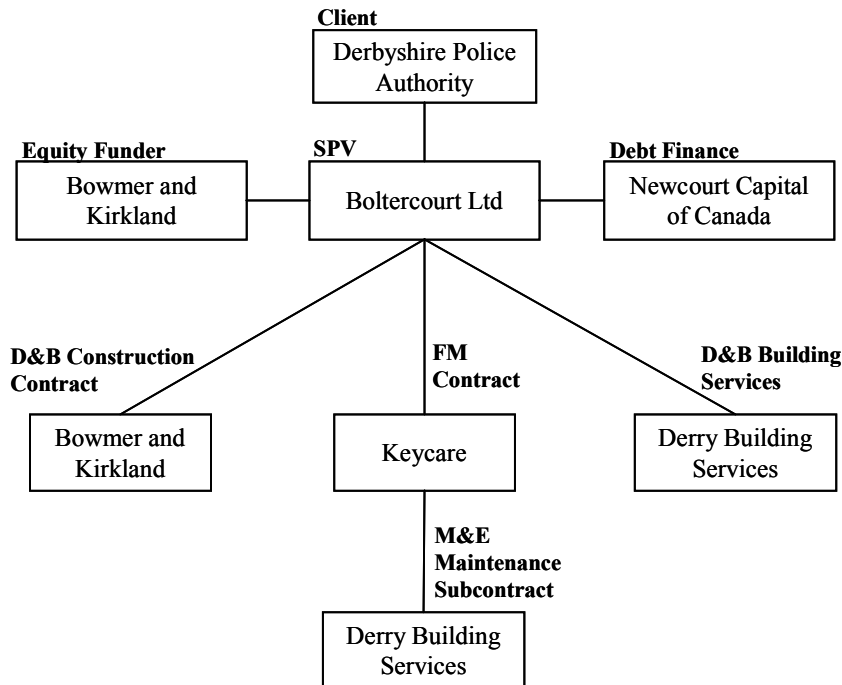 Client
Derbyshire Police
Authority
Equity Funder
Bowmer and
Kirkland
SPV
Boltercourt Ltd
Debt Finance
Newcourt Capital
of Canada
D&B Construction
Contract
Bowmer and
Kirkland
FM
Contract
Keycare
D&B Building
Services
Derry Building
Services
M&E
Maintenance
Subcontract
Derry Building
Services